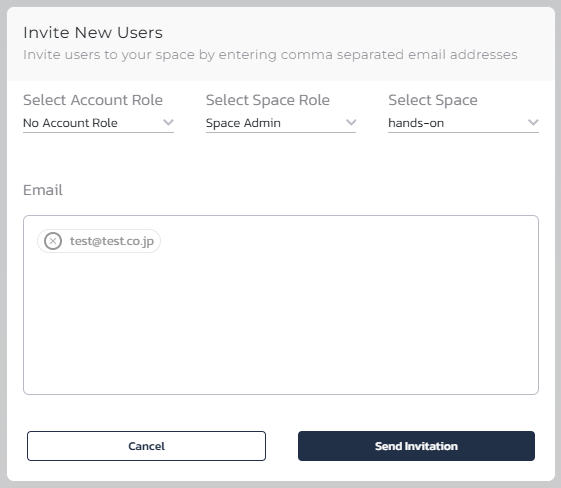 Invite New Users
Invite users to your space by entering comma separated email addresses
Select Account Role
Select Space Role
Select Space
No Account Role
Space Admin
hands-on
Email
test@test.co.jp
Cancel
Send Invitation